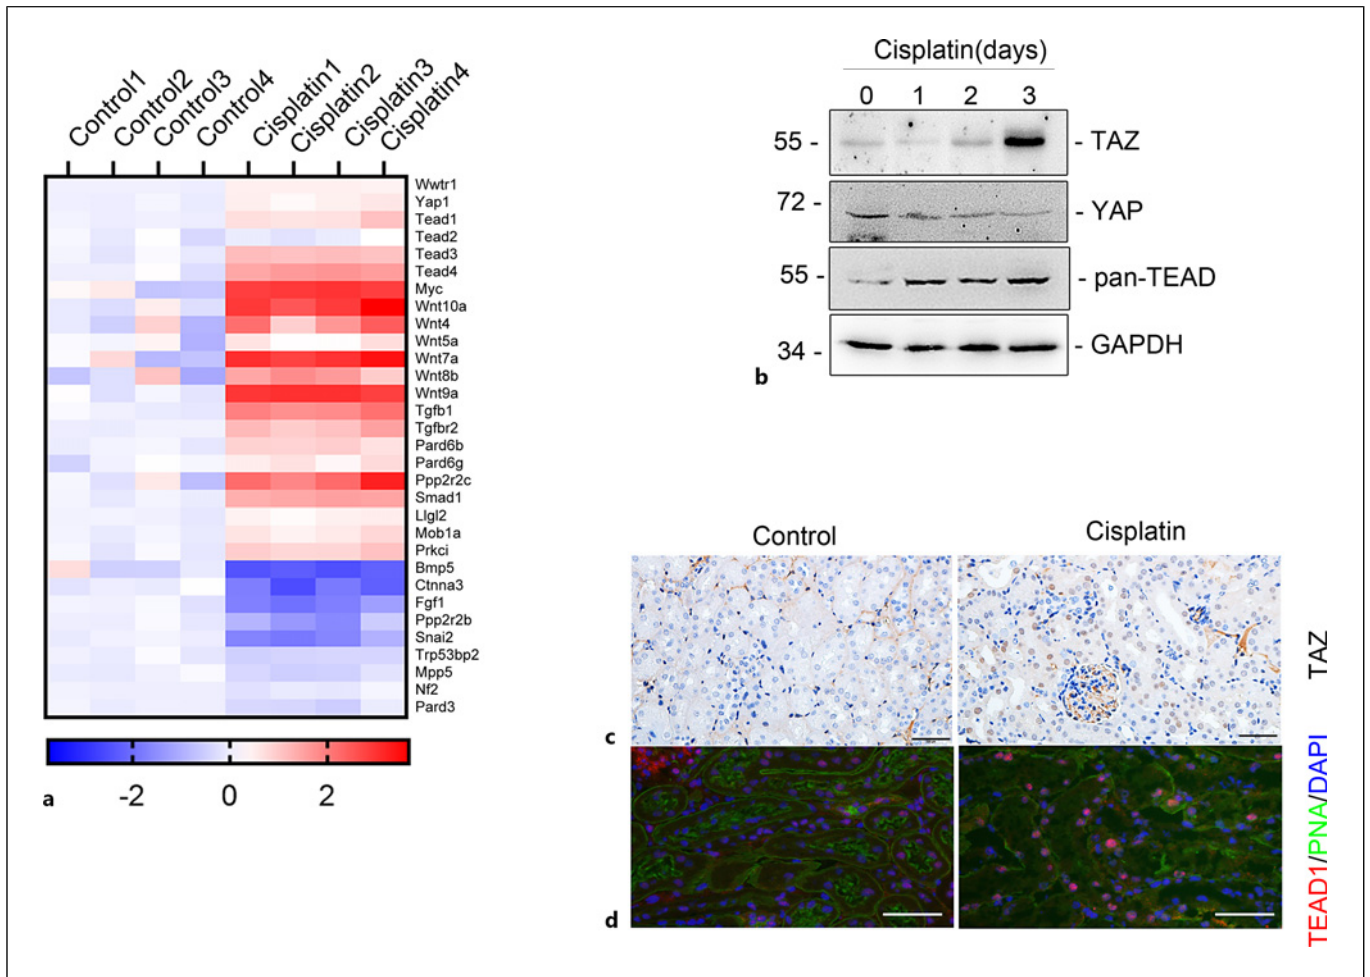 Control1
Control2
Control3
Control4
Cisplatin1
Cisplatin2
Cisplatin3
Cisplatin4
Wwtr1
Yap1
Tead1
Tead2
Tead3
Tead4
Myc
Wnt10a
Wnt4
Wnt5a
Wnt7a
Wnt8b
Wnt9a
Tgfb1
Tgfbr2
Pard6b
Pard6g
Ppp2r2c
Smad1
Llgl2
Mob1a
Prkci
Bmp5
Ctnna3
Fgf1
Ppp2r2b
Snai2
Trp53bp2
Mpp5
Nf2
Pard3
a
-2 0 2
Cisplatin(days)
0 1 2 3
55 - - TAZ
72 - - YAP
55 - - pan-TEAD
34 - - GAPDH
b
Control Cisplatin
c
TAZ
d
TEAD1/PNA/DAPI